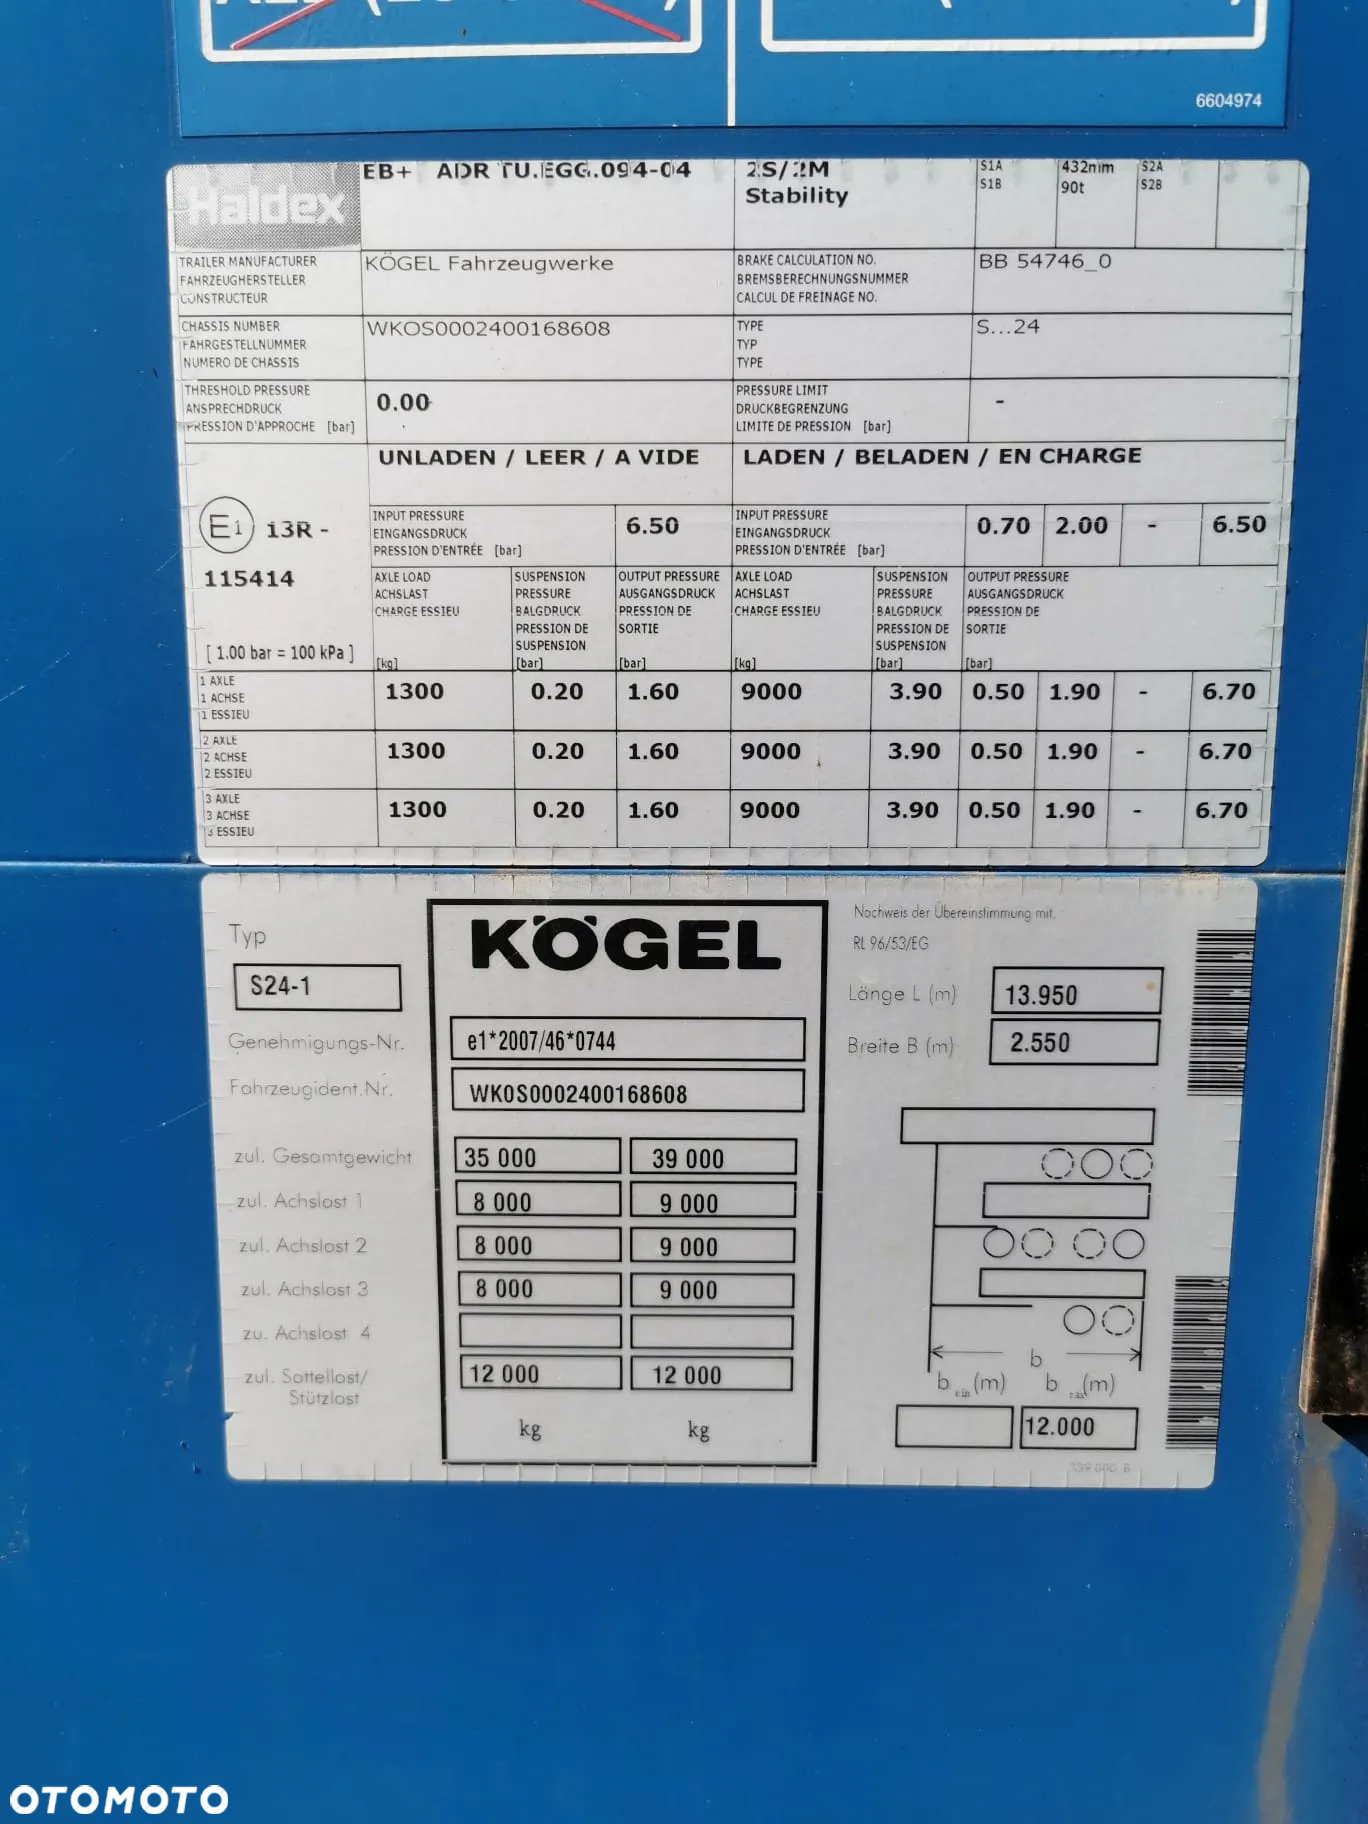 6604974
Haldex EB+ ADR TU.EGG.094-04 2S/2M S1A 432mm S2A
Stability S1B 90t S2B
TRAILER MANUFACTURER KÖGEL Fahrzeugwerke BRAKE CALCULATION NO. BB 54746_0
FAHRZEUGHERSTELLER BREMSBERECHNUNGSNUMMER
CONSTRUCTEUR CALCUL DE FREINAGE NO.
CHASSIS NUMBER WKOS0002400168608 TYPE S...24
FAHRGESTELLNUMMER TYP
NUMERO DE CHASSIS TYPE
THRESHOLD PRESSURE 0.00 PRESSURE LIMIT -
ANSPRECHDRUCK DRUCKBEGRENZUNG
PRESSION D'APPROCHE [bar] LIMITE DE PRESSION [bar]
UNLADEN / LEER / A VIDE LADEN / BELADEN / EN CHARGE
E1 13R -
115414
[ 1.00 bar = 100 kPa ]
INPUT PRESSURE 6.50 INPUT PRESSURE 0.70 2.00 - 6.50
EINGANGSDRUCK EINGANGSDRUCK
PRESSION D'ENTRÉE [bar] PRESSION D'ENTRÉE [bar]
AXLE LOAD SUSPENSION OUTPUT PRESSURE AXLE LOAD SUSPENSION OUTPUT PRESSURE
ACHSLAST PRESSURE AUSGANGSDRUCK ACHSLAST PRESSURE AUSGANGSDRUCK
CHARGE ESSIEU BALGDRUCK PRESSION DE CHARGE ESSIEU BALGDRUCK PRESSION DE
PRESSION DE SORTIE PRESSION DE SORTIE
SUSPENSION SUSPENSION
[kg] [bar] [bar] [kg] [bar] [bar]
1 AXLE 1300 0.20 1.60 9000 3.90 0.50 1.90 - 6.70
1 ACHSE
1 ESSIEU
2 AXLE 1300 0.20 1.60 9000 3.90 0.50 1.90 - 6.70
2 ACHSE
2 ESSIEU
3 AXLE 1300 0.20 1.60 9000 3.90 0.50 1.90 - 6.70
3 ACHSE
3 ESSIEU
KÖGEL
Typ
S24-1
Genehmigungs-Nr. e1*2007/46*0744
Fahrzeugident.Nr. WK0S0002400168608
zul. Gesamtgewicht 35 000 39 000
zul. Achslast 1 8 000 9 000
zul. Achslast 2 8 000 9 000
zul. Achslast 3 8 000 9 000
zu. Achslast 4
zul. Sattellast/ 12 000 12 000
Stützlast
kg kg
Nachweis der Übereinstimmung mit.
RL 96/53/EG
Länge L (m) 13.950
Breite B (m) 2.550
b
b min (m) b max (m)
12.000
OTOMOTO